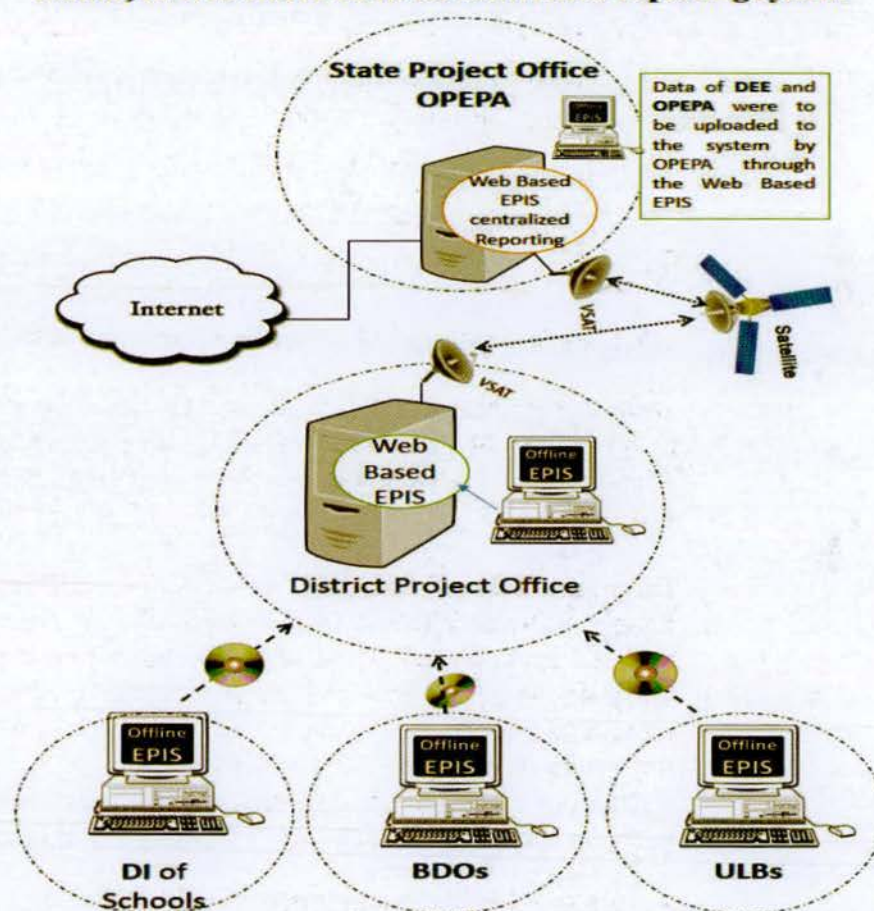 State Project Office
OPEPA
Offline
EPIS
Data of DEE and
OPEPA were to
be uploaded to
the system by
OPEPA through
the Web Based
EPIS
Web Based
EPIS
centralized
Reporting
Internet
VSAT
Satellite
VSAT
Web
Based
EPIS
Offline
EPIS
District Project Office
Offline
EPIS
Offline
EPIS
Offline
EPIS
DI of
Schools
BDOs
ULBs